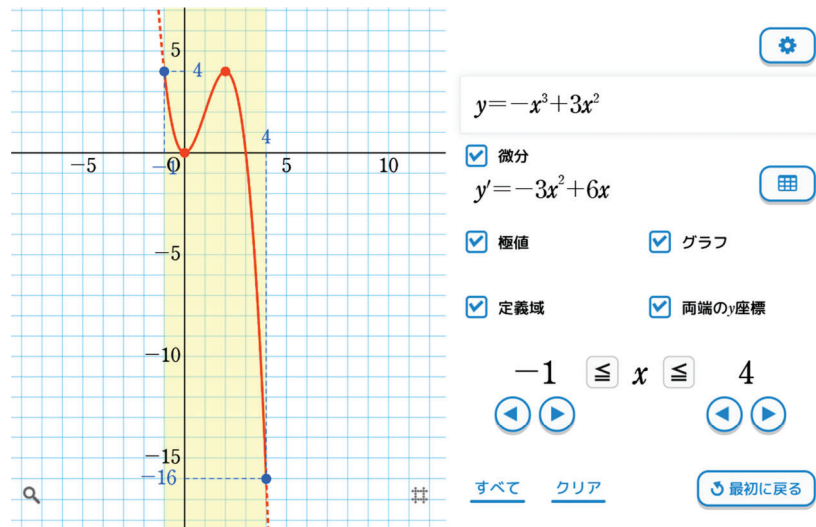 5
4
4
-5
-1
0
5
10
-5
-10
-15
-16
y=-x³+3x²
微分
y′=-3x²+6x
極値
グラフ
定義域
両端のy座標
-1 ≦ x ≦ 4
すべて
クリア
最初に戻る